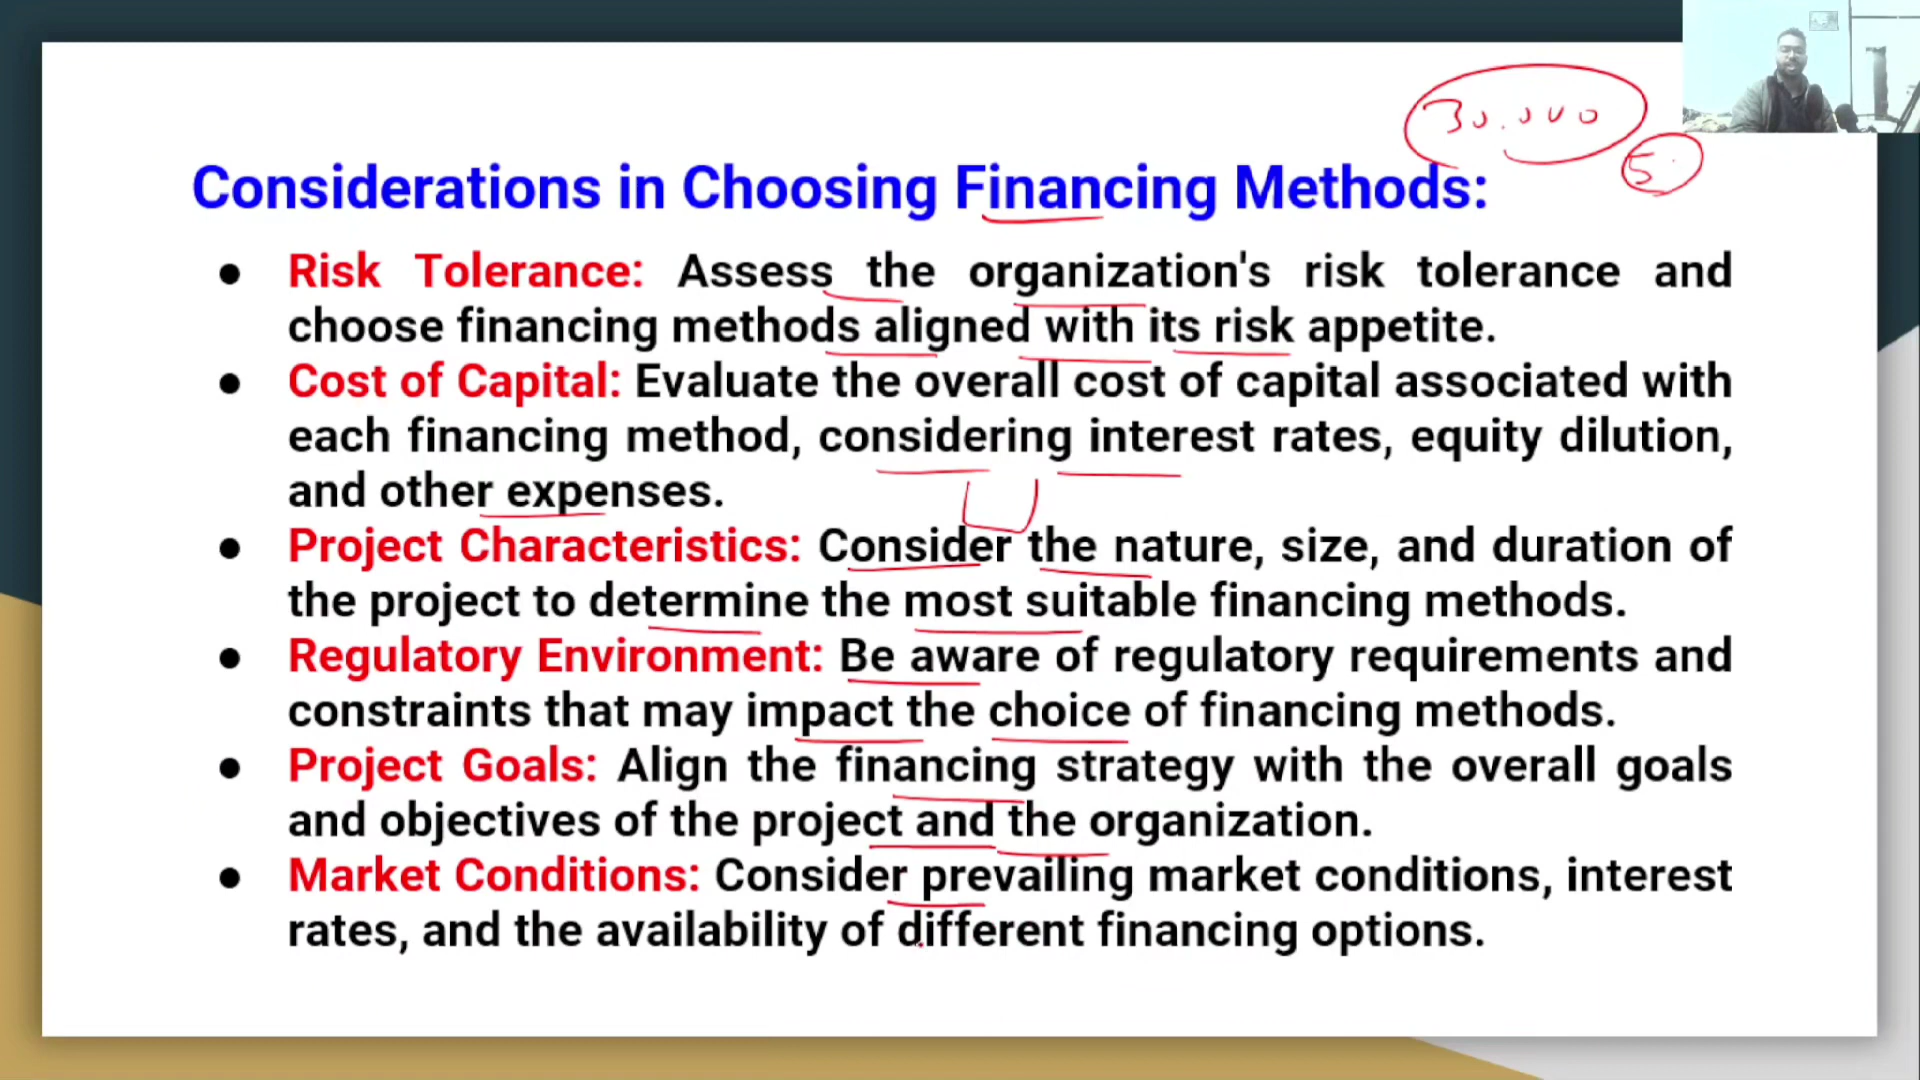 30.000
5
Considerations in Choosing Financing Methods:
● Risk Tolerance: Assess the organization's risk tolerance and
choose financing methods aligned with its risk appetite.
● Cost of Capital: Evaluate the overall cost of capital associated with
each financing method, considering interest rates, equity dilution,
and other expenses.
● Project Characteristics: Consider the nature, size, and duration of
the project to determine the most suitable financing methods.
● Regulatory Environment: Be aware of regulatory requirements and
constraints that may impact the choice of financing methods.
● Project Goals: Align the financing strategy with the overall goals
and objectives of the project and the organization.
● Market Conditions: Consider prevailing market conditions, interest
rates, and the availability of different financing options.